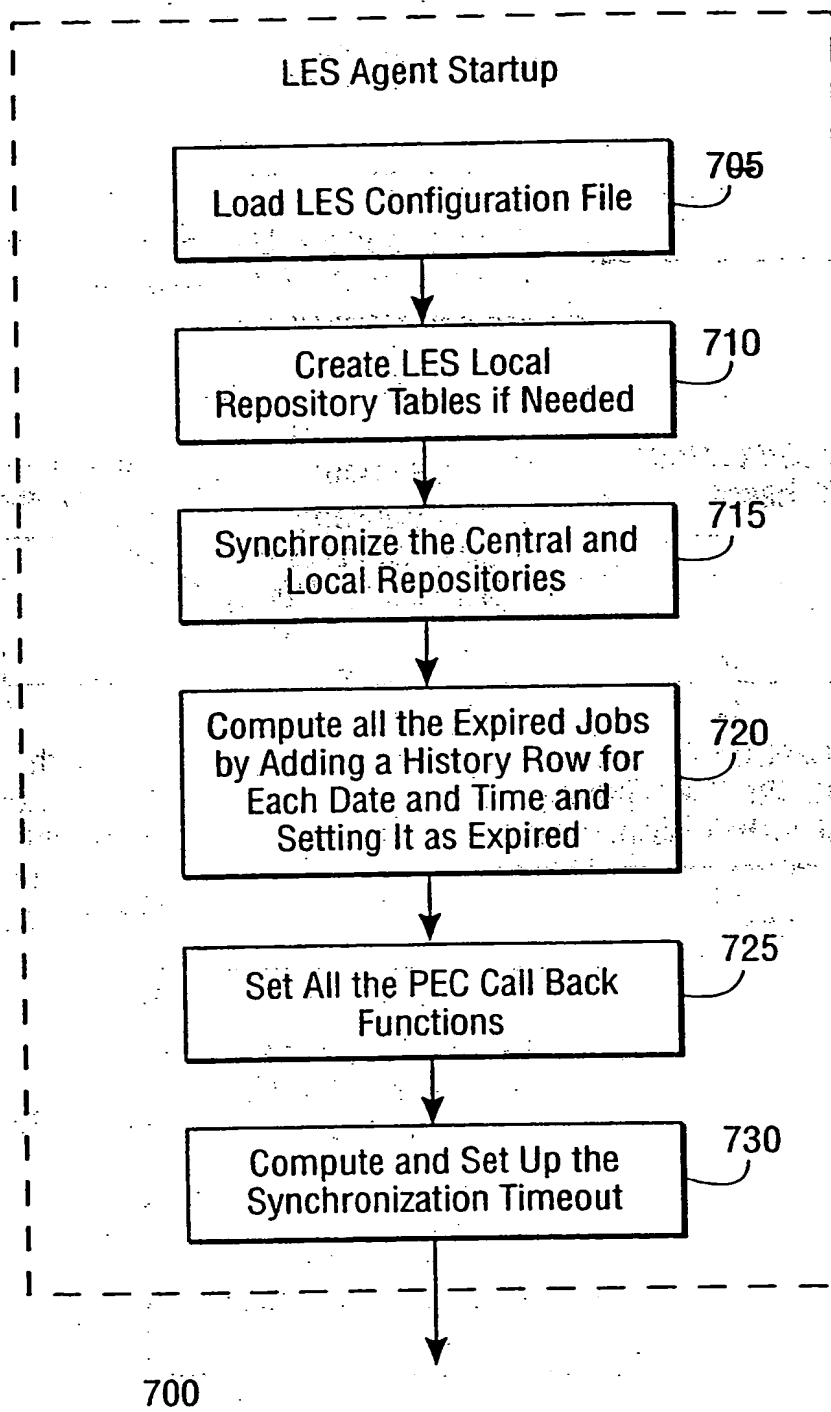 LES Agent Startup
Load LES Configuration File
705
Create LES Local
Repository Tables if Needed
710
Synchronize the Central and
Local Repositories
715
Compute all the Expired Jobs
by Adding a History Row for
Each Date and Time and
Setting It as Expired
720
Set All the PEC Call Back
Functions
725
Compute and Set Up the
Synchronization Timeout
730
700